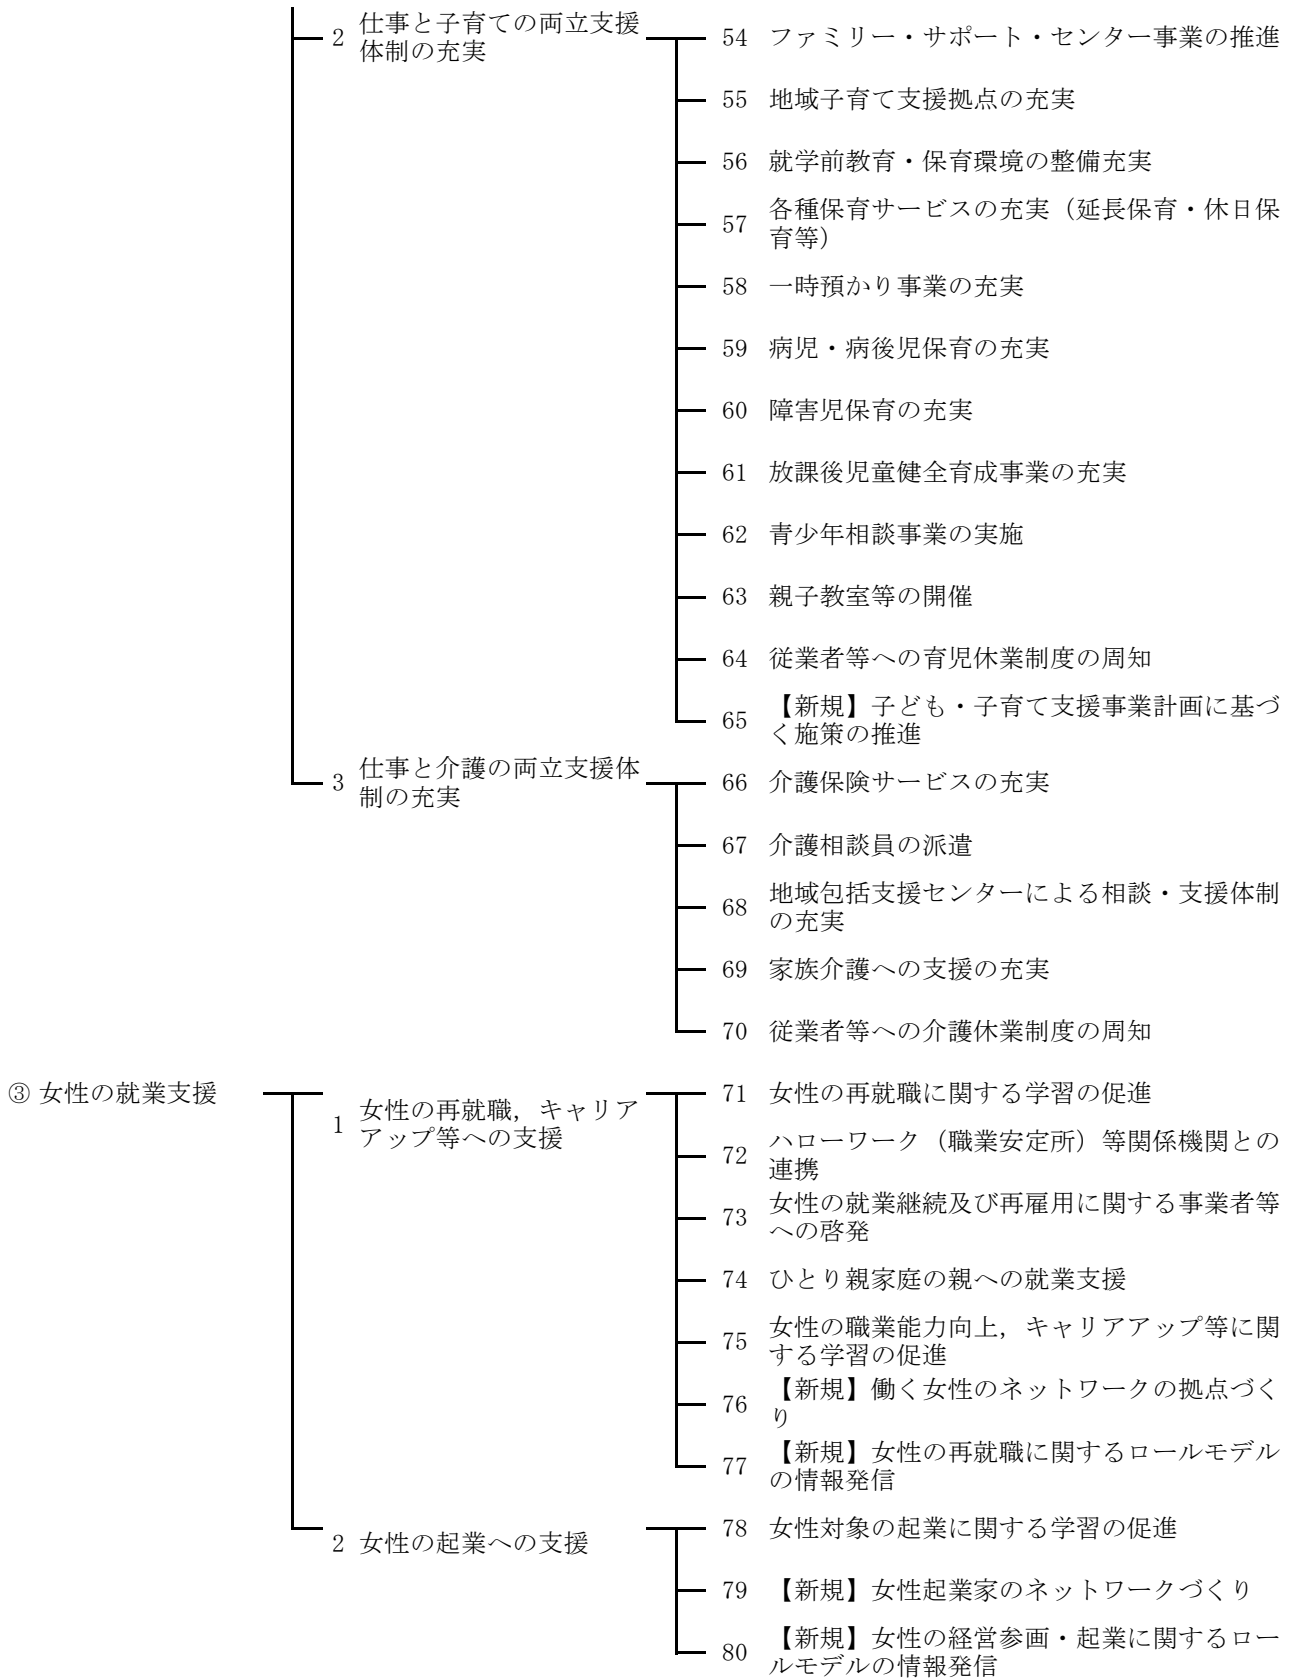 2 仕事と子育ての両立支援
体制の充実
54 ファミリー・サポート・センター事業の推進
55 地域子育て支援拠点の充実
56 就学前教育・保育環境の整備充実
57 各種保育サービスの充実（延長保育・休日保
育等）
58 一時預かり事業の充実
59 病児・病後児保育の充実
60 障害児保育の充実
61 放課後児童健全育成事業の充実
62 青少年相談事業の実施
63 親子教室等の開催
64 従業者等への育児休業制度の周知
65 【新規】子ども・子育て支援事業計画に基づ
く施策の推進
3 仕事と介護の両立支援体
制の充実
66 介護保険サービスの充実
67 介護相談員の派遣
68 地域包括支援センターによる相談・支援体制
の充実
69 家族介護への支援の充実
70 従業者等への介護休業制度の周知
③ 女性の就業支援
1 女性の再就職，キャリア
アップ等への支援
71 女性の再就職に関する学習の促進
72 ハローワーク（職業安定所）等関係機関との
連携
73 女性の就業継続及び再雇用に関する事業者等
への啓発
74 ひとり親家庭の親への就業支援
75 女性の職業能力向上，キャリアアップ等に関
する学習の促進
76 【新規】働く女性のネットワークの拠点づく
り
77 【新規】女性の再就職に関するロールモデル
の情報発信
2 女性の起業への支援
78 女性対象の起業に関する学習の促進
79 【新規】女性起業家のネットワークづくり
80 【新規】女性の経営参画・起業に関するロー
ルモデルの情報発信